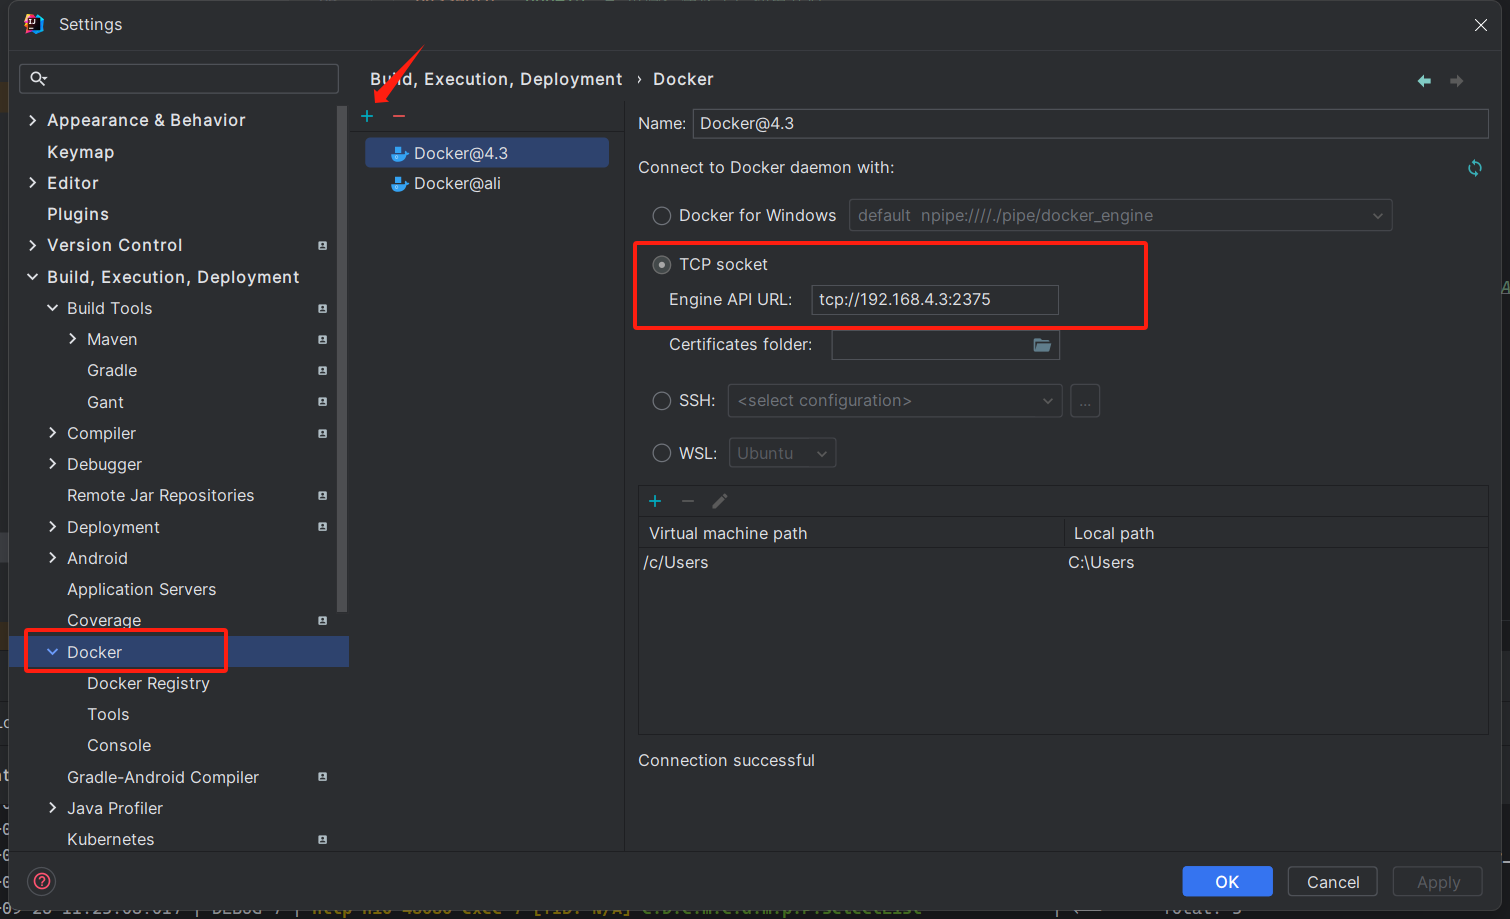 Settings
Build, Execution, Deployment › Docker
Appearance & Behavior
Keymap
Editor
Plugins
Version Control
Build, Execution, Deployment
Build Tools
Maven
Gradle
Gant
Compiler
Debugger
Remote Jar Repositories
Deployment
Android
Application Servers
Coverage
Docker
Docker Registry
Tools
Console
Gradle-Android Compiler
Java Profiler
Kubernetes
Docker@4.3
Docker@ali
Name: Docker@4.3
Connect to Docker daemon with:
Docker for Windows default npipe:////./pipe/docker_engine
TCP socket
Engine API URL: tcp://192.168.4.3:2375
Certificates folder:
SSH: <select configuration> ...
WSL: Ubuntu
Virtual machine path Local path
/c/Users C:\Users
Connection successful
? OK Cancel Apply